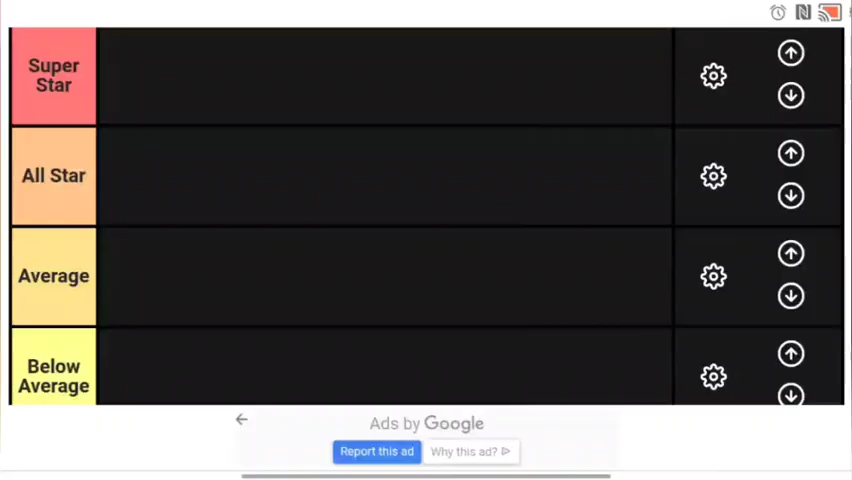 Super
Star
All Star
Average
Below
Average
Ads by Google
Report this ad
Why this ad?